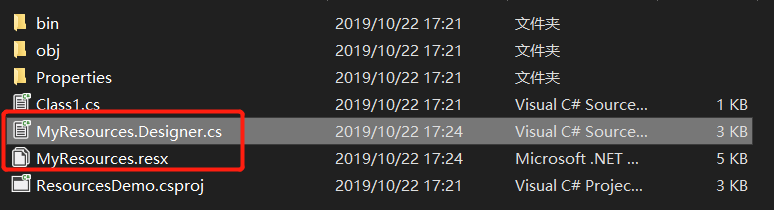 bin 2019/10/22 17:21 文件夹
obj 2019/10/22 17:21 文件夹
Properties 2019/10/22 17:21 文件夹
Class1.cs 2019/10/22 17:21 Visual C# Source... 1 KB
MyResources.Designer.cs 2019/10/22 17:24 Visual C# Source... 3 KB
MyResources.resx 2019/10/22 17:24 Microsoft .NET ... 5 KB
ResourcesDemo.csproj 2019/10/22 17:21 Visual C# Projec... 3 KB